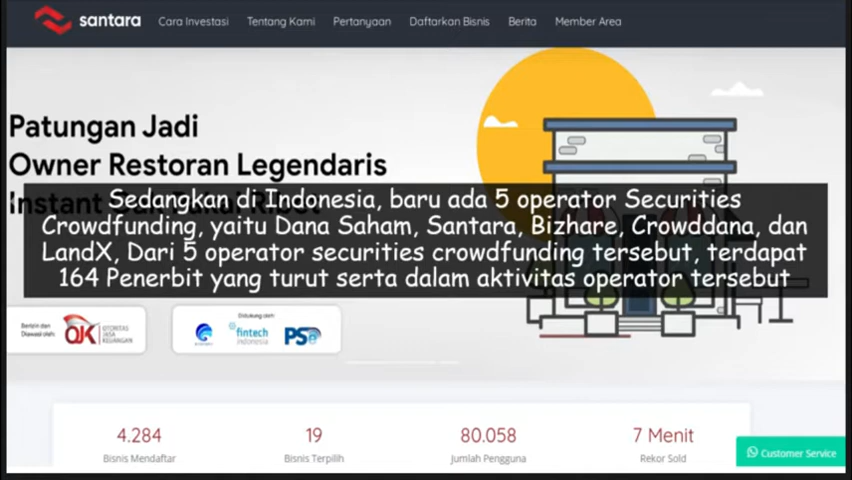 santara
Cara Investasi
Tentang Kami
Pertanyaan
Daftarkan Bisnis
Berita
Member Area
Patungan Jadi
Owner Restoran Legendaris
Instant
Sedangkan di Indonesia, baru ada 5 operator Securities
Crowdfunding, yaitu Dana Saham, Santara, Bizhare, Crowddana, dan
LandX, Dari 5 operator securities crowdfunding tersebut, terdapat
164 Penerbit yang turut serta dalam aktivitas operator tersebut
Berizin dan
Diawasi oleh:
OJK
OTORITAS
JASA
KEUANGAN
Didukung oleh:
fintech
indonesia
PSe
4.284
Bisnis Mendaftar
19
Bisnis Terpilih
80.058
Jumlah Pengguna
7 Menit
Rekor Sold
Customer Service